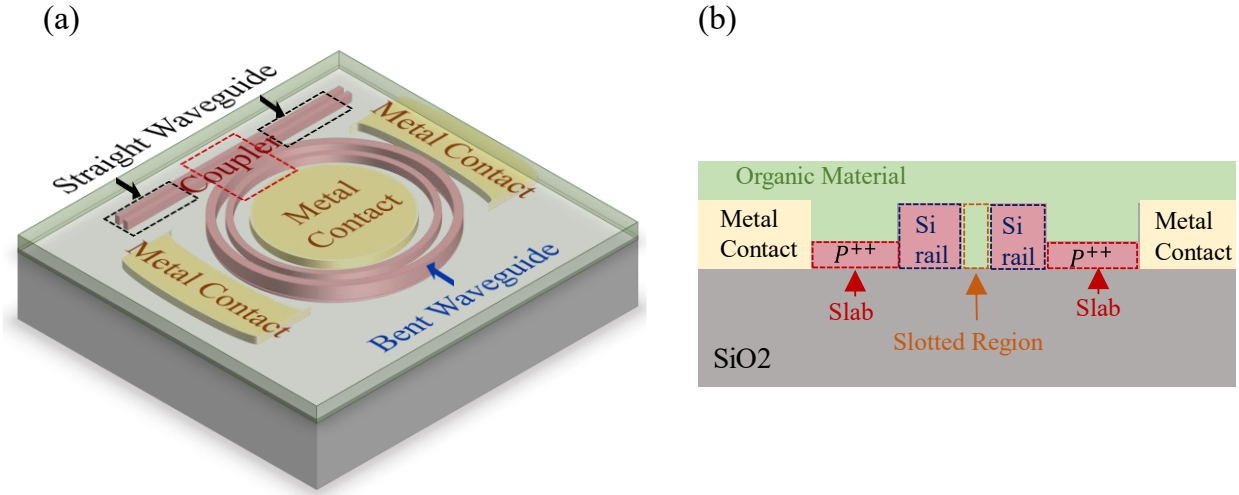 (a)
Straight Waveguide
Coupler
Metal Contact
Metal
Contact
Metal Contact
Bent Waveguide
(b)
Organic Material
Metal
Contact
P⁺⁺
Si
rail
Si
rail
P⁺⁺
Metal
Contact
Slab
Slotted Region
Slab
SiO2